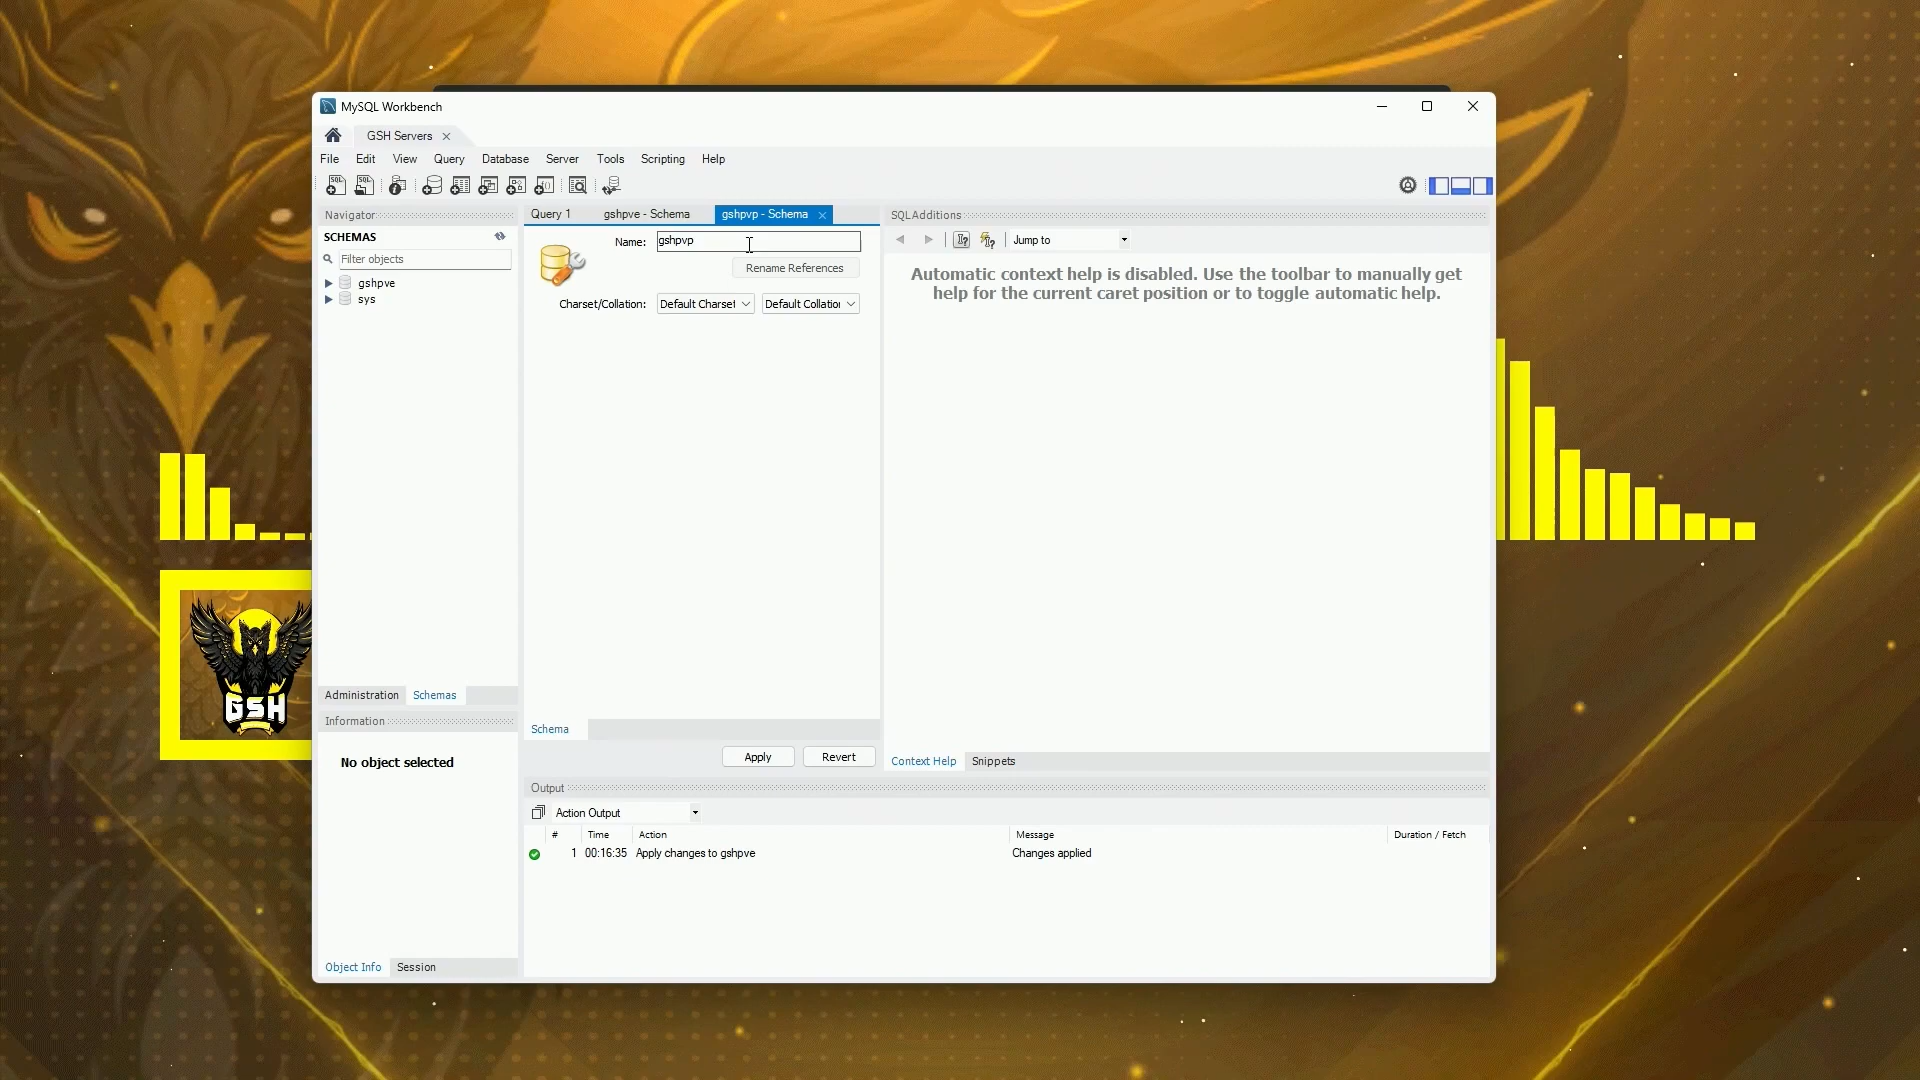 MySQL Workbench
GSH Servers
File Edit View Query Database Server Tools Scripting Help
Navigator
SCHEMAS
Filter objects
gshpve
sys
Administration Schemas
Information
No object selected
Object Info Session
Query 1 gshpve - Schema gshpvp - Schema
Name: gshpvp
Rename References
Charset/Collation: Default Charset Default Collation
Schema
Apply Revert
SQLAdditions
Jump to
Automatic context help is disabled. Use the toolbar to manually get
help for the current caret position or to toggle automatic help.
Context Help Snippets
Output
Action Output
# Time Action Message Duration / Fetch
1 00:16:35 Apply changes to gshpve Changes applied
GSH